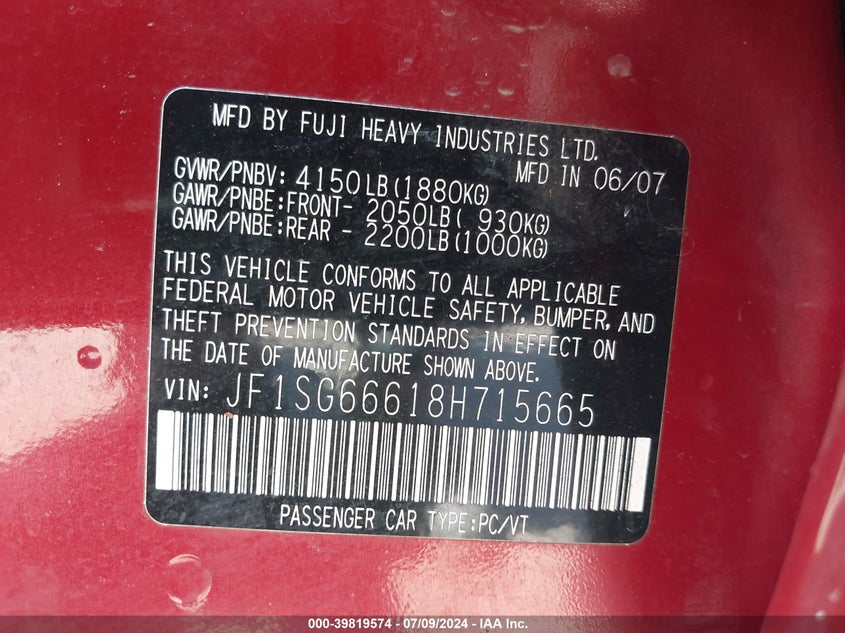 MFD BY FUJI HEAVY INDUSTRIES LTD.
MFD IN 06/07
GVWR/PNBV: 4150LB(1880KG)
GAWR/PNBE:FRONT- 2050LB( 930KG)
GAWR/PNBE:REAR - 2200LB(1000KG)
THIS VEHICLE CONFORMS TO ALL APPLICABLE
FEDERAL MOTOR VEHICLE SAFETY, BUMPER, AND
THEFT PREVENTION STANDARDS IN EFFECT ON
THE DATE OF MANUFACTURE SHOWN ABOVE.
VIN: JF1SG66618H715665
PASSENGER CAR TYPE:PC/VT
000-39819574 - 07/09/2024 - IAA Inc.